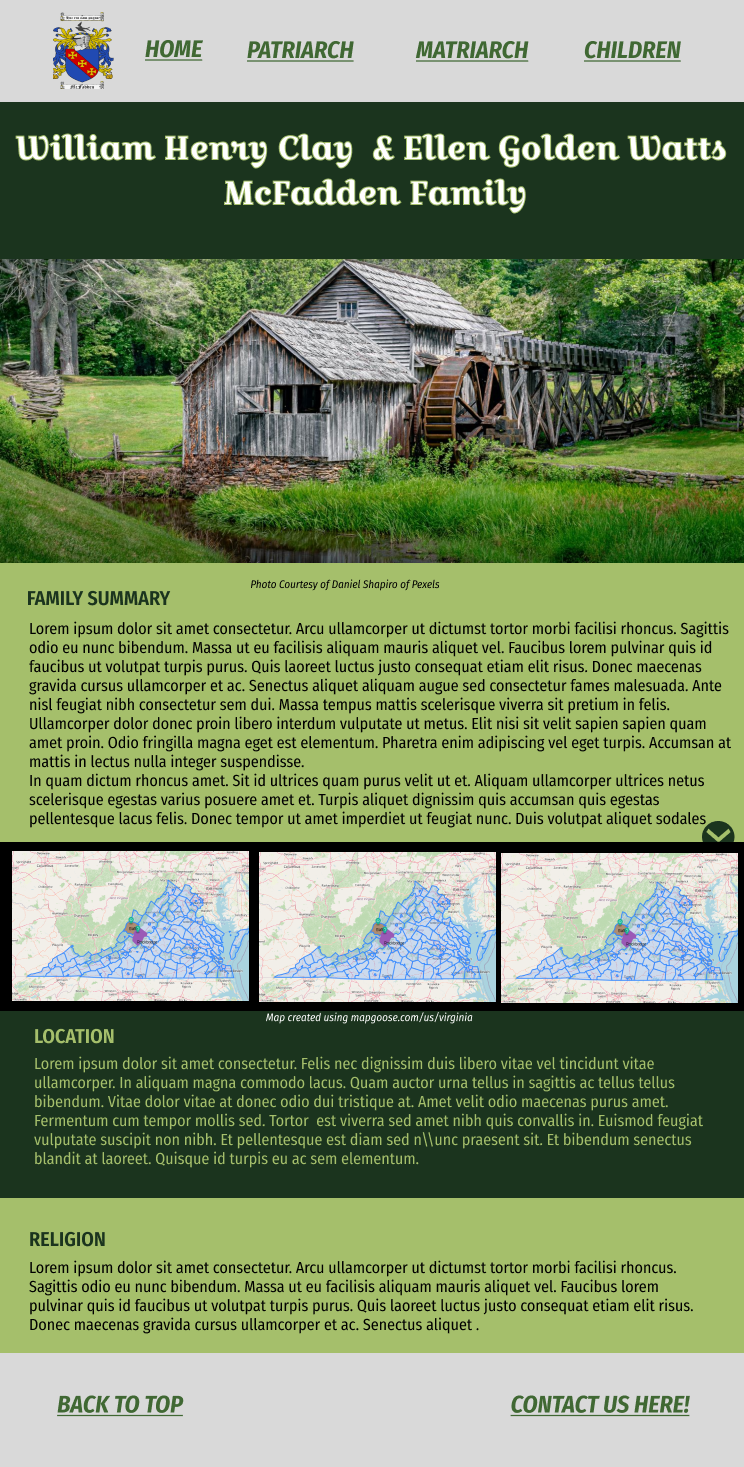 McFadden
HOME PATRIARCH MATRIARCH CHILDREN
William Henry Clay & Ellen Golden Watts
McFadden Family
Photo Courtesy of Daniel Shapiro of Pexels
FAMILY SUMMARY
Lorem ipsum dolor sit amet consectetur. Arcu ullamcorper ut dictumst tortor morbi facilisi rhoncus. Sagittis
odio eu nunc bibendum. Massa ut eu facilisis aliquam mauris aliquet vel. Faucibus lorem pulvinar quis id
faucibus ut volutpat turpis purus. Quis laoreet luctus justo consequat etiam elit risus. Donec maecenas
gravida cursus ullamcorper et ac. Senectus aliquet aliquam augue sed consectetur fames malesuada. Ante
nisl feugiat nibh consectetur sem dui. Massa tempus mattis scelerisque viverra sit pretium in felis.
Ullamcorper dolor donec proin libero interdum vulputate ut metus. Elit nisi sit velit sapien sapien quam
amet proin. Odio fringilla magna eget est elementum. Pharetra enim adipiscing vel eget turpis. Accumsan at
mattis in lectus nulla integer suspendisse.
In quam dictum rhoncus amet. Sit id ultrices quam purus velit ut et. Aliquam ullamcorper ultrices netus
scelerisque egestas varius posuere amet et. Turpis aliquet dignissim quis accumsan quis egestas
pellentesque lacus felis. Donec tempor ut amet imperdiet ut feugiat nunc. Duis volutpat aliquet sodales
Map created using mapgoose.com/us/virginia
LOCATION
Lorem ipsum dolor sit amet consectetur. Felis nec dignissim duis libero vitae vel tincidunt vitae
ullamcorper. In aliquam magna commodo lacus. Quam auctor urna tellus in sagittis ac tellus tellus
bibendum. Vitae dolor vitae at donec odio dui tristique at. Amet velit odio maecenas purus amet.
Fermentum cum tempor mollis sed. Tortor  est viverra sed amet nibh quis convallis in. Euismod feugiat
vulputate suscipit non nibh. Et pellentesque est diam sed n\\unc praesent sit. Et bibendum senectus
blandit at laoreet. Quisque id turpis eu ac sem elementum.
RELIGION
Lorem ipsum dolor sit amet consectetur. Arcu ullamcorper ut dictumst tortor morbi facilisi rhoncus.
Sagittis odio eu nunc bibendum. Massa ut eu facilisis aliquam mauris aliquet vel. Faucibus lorem
pulvinar quis id faucibus ut volutpat turpis purus. Quis laoreet luctus justo consequat etiam elit risus.
Donec maecenas gravida cursus ullamcorper et ac. Senectus aliquet .
BACK TO TOP CONTACT US HERE!